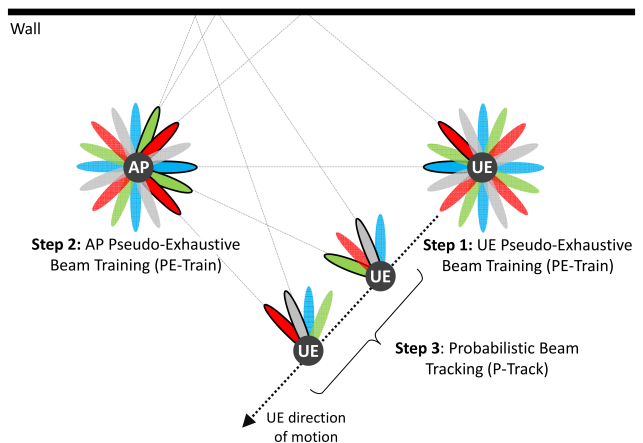 Wall
AP
UE
Step 2: AP Pseudo-Exhaustive
Beam Training (PE-Train)
Step 1: UE Pseudo-Exhaustive
Beam Training (PE-Train)
UE
UE
Step 3: Probabilistic Beam
Tracking (P-Track)
UE direction
of motion